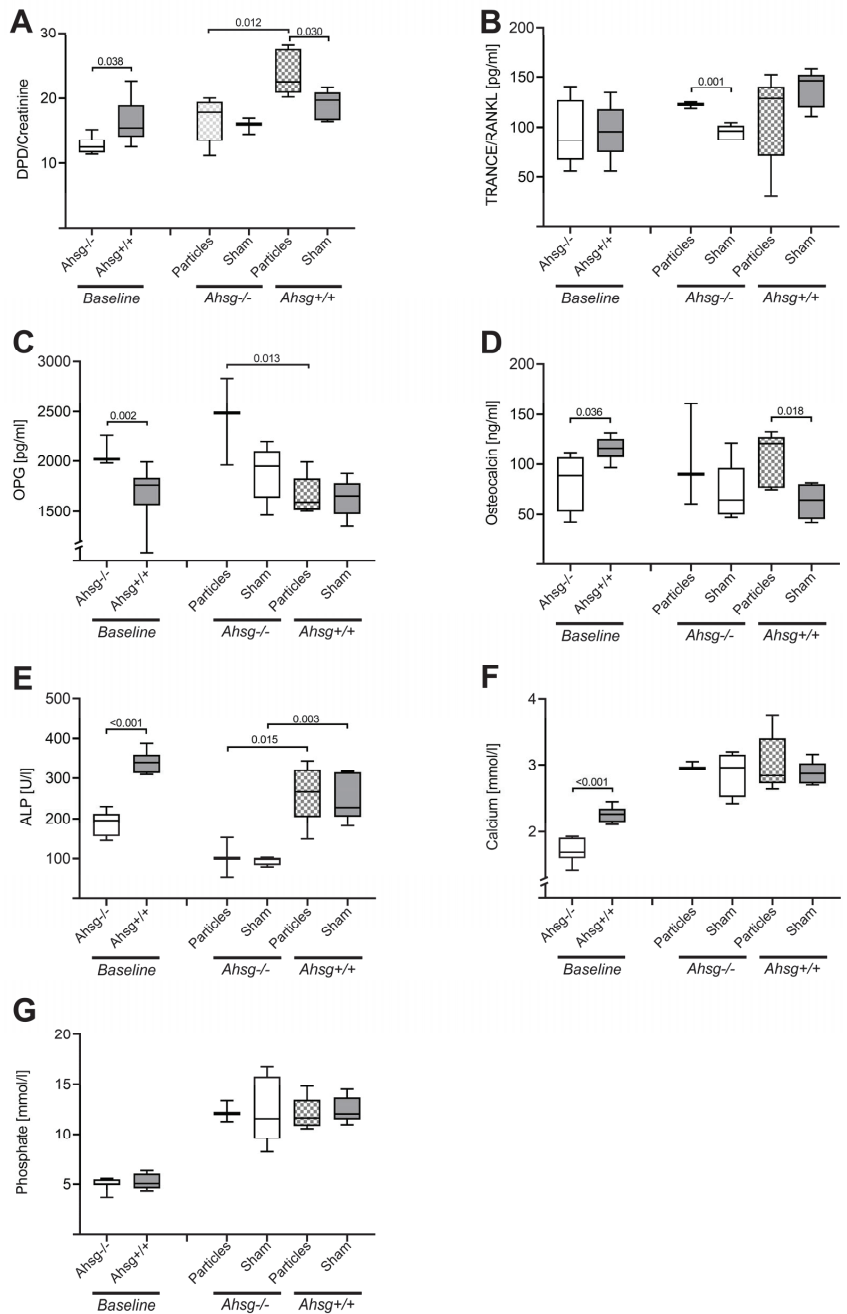 A
DPD/Creatinine
30
20
10
0.038
0.012
0.030
Ahsg-/-
Ahsg+/+
Particles
Sham
Particles
Sham
Baseline
Ahsg-/-
Ahsg+/+
B
TRANCE/RANKL [pg/ml]
200
150
100
50
0.001
Ahsg-/-
Ahsg+/+
Particles
Sham
Particles
Sham
Baseline
Ahsg-/-
Ahsg+/+
C
OPG [pg/ml]
3000
2500
2000
1500
0.002
0.013
Ahsg-/-
Ahsg+/+
Particles
Sham
Particles
Sham
Baseline
Ahsg-/-
Ahsg+/+
D
Osteocalcin [ng/ml]
200
150
100
50
0.036
0.018
Ahsg-/-
Ahsg+/+
Particles
Sham
Particles
Sham
Baseline
Ahsg-/-
Ahsg+/+
E
ALP [U/l]
500
400
300
200
100
<0.001
0.015
0.003
Ahsg-/-
Ahsg+/+
Particles
Sham
Particles
Sham
Baseline
Ahsg-/-
Ahsg+/+
F
Calcium [mmol/l]
4
3
2
<0.001
Ahsg-/-
Ahsg+/+
Particles
Sham
Particles
Sham
Baseline
Ahsg-/-
Ahsg+/+
G
Phosphate [mmol/l]
20
15
10
5
Ahsg-/-
Ahsg+/+
Particles
Sham
Particles
Sham
Baseline
Ahsg-/-
Ahsg+/+